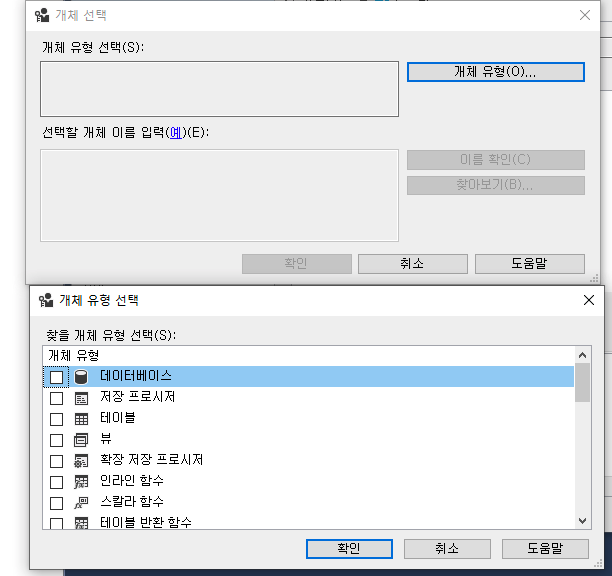 개체 선택
개체 유형 선택(S):
개체 유형(O)...
선택할 개체 이름 입력(예)(E):
이름 확인(C)
찾아보기(B)...
확인
취소
도움말
개체 유형 선택
찾을 개체 유형 선택(S):
개체 유형
데이터베이스
저장 프로시저
테이블
뷰
확장 저장 프로시저
인라인 함수
스칼라 함수
테이블 반환 함수
확인
취소
도움말